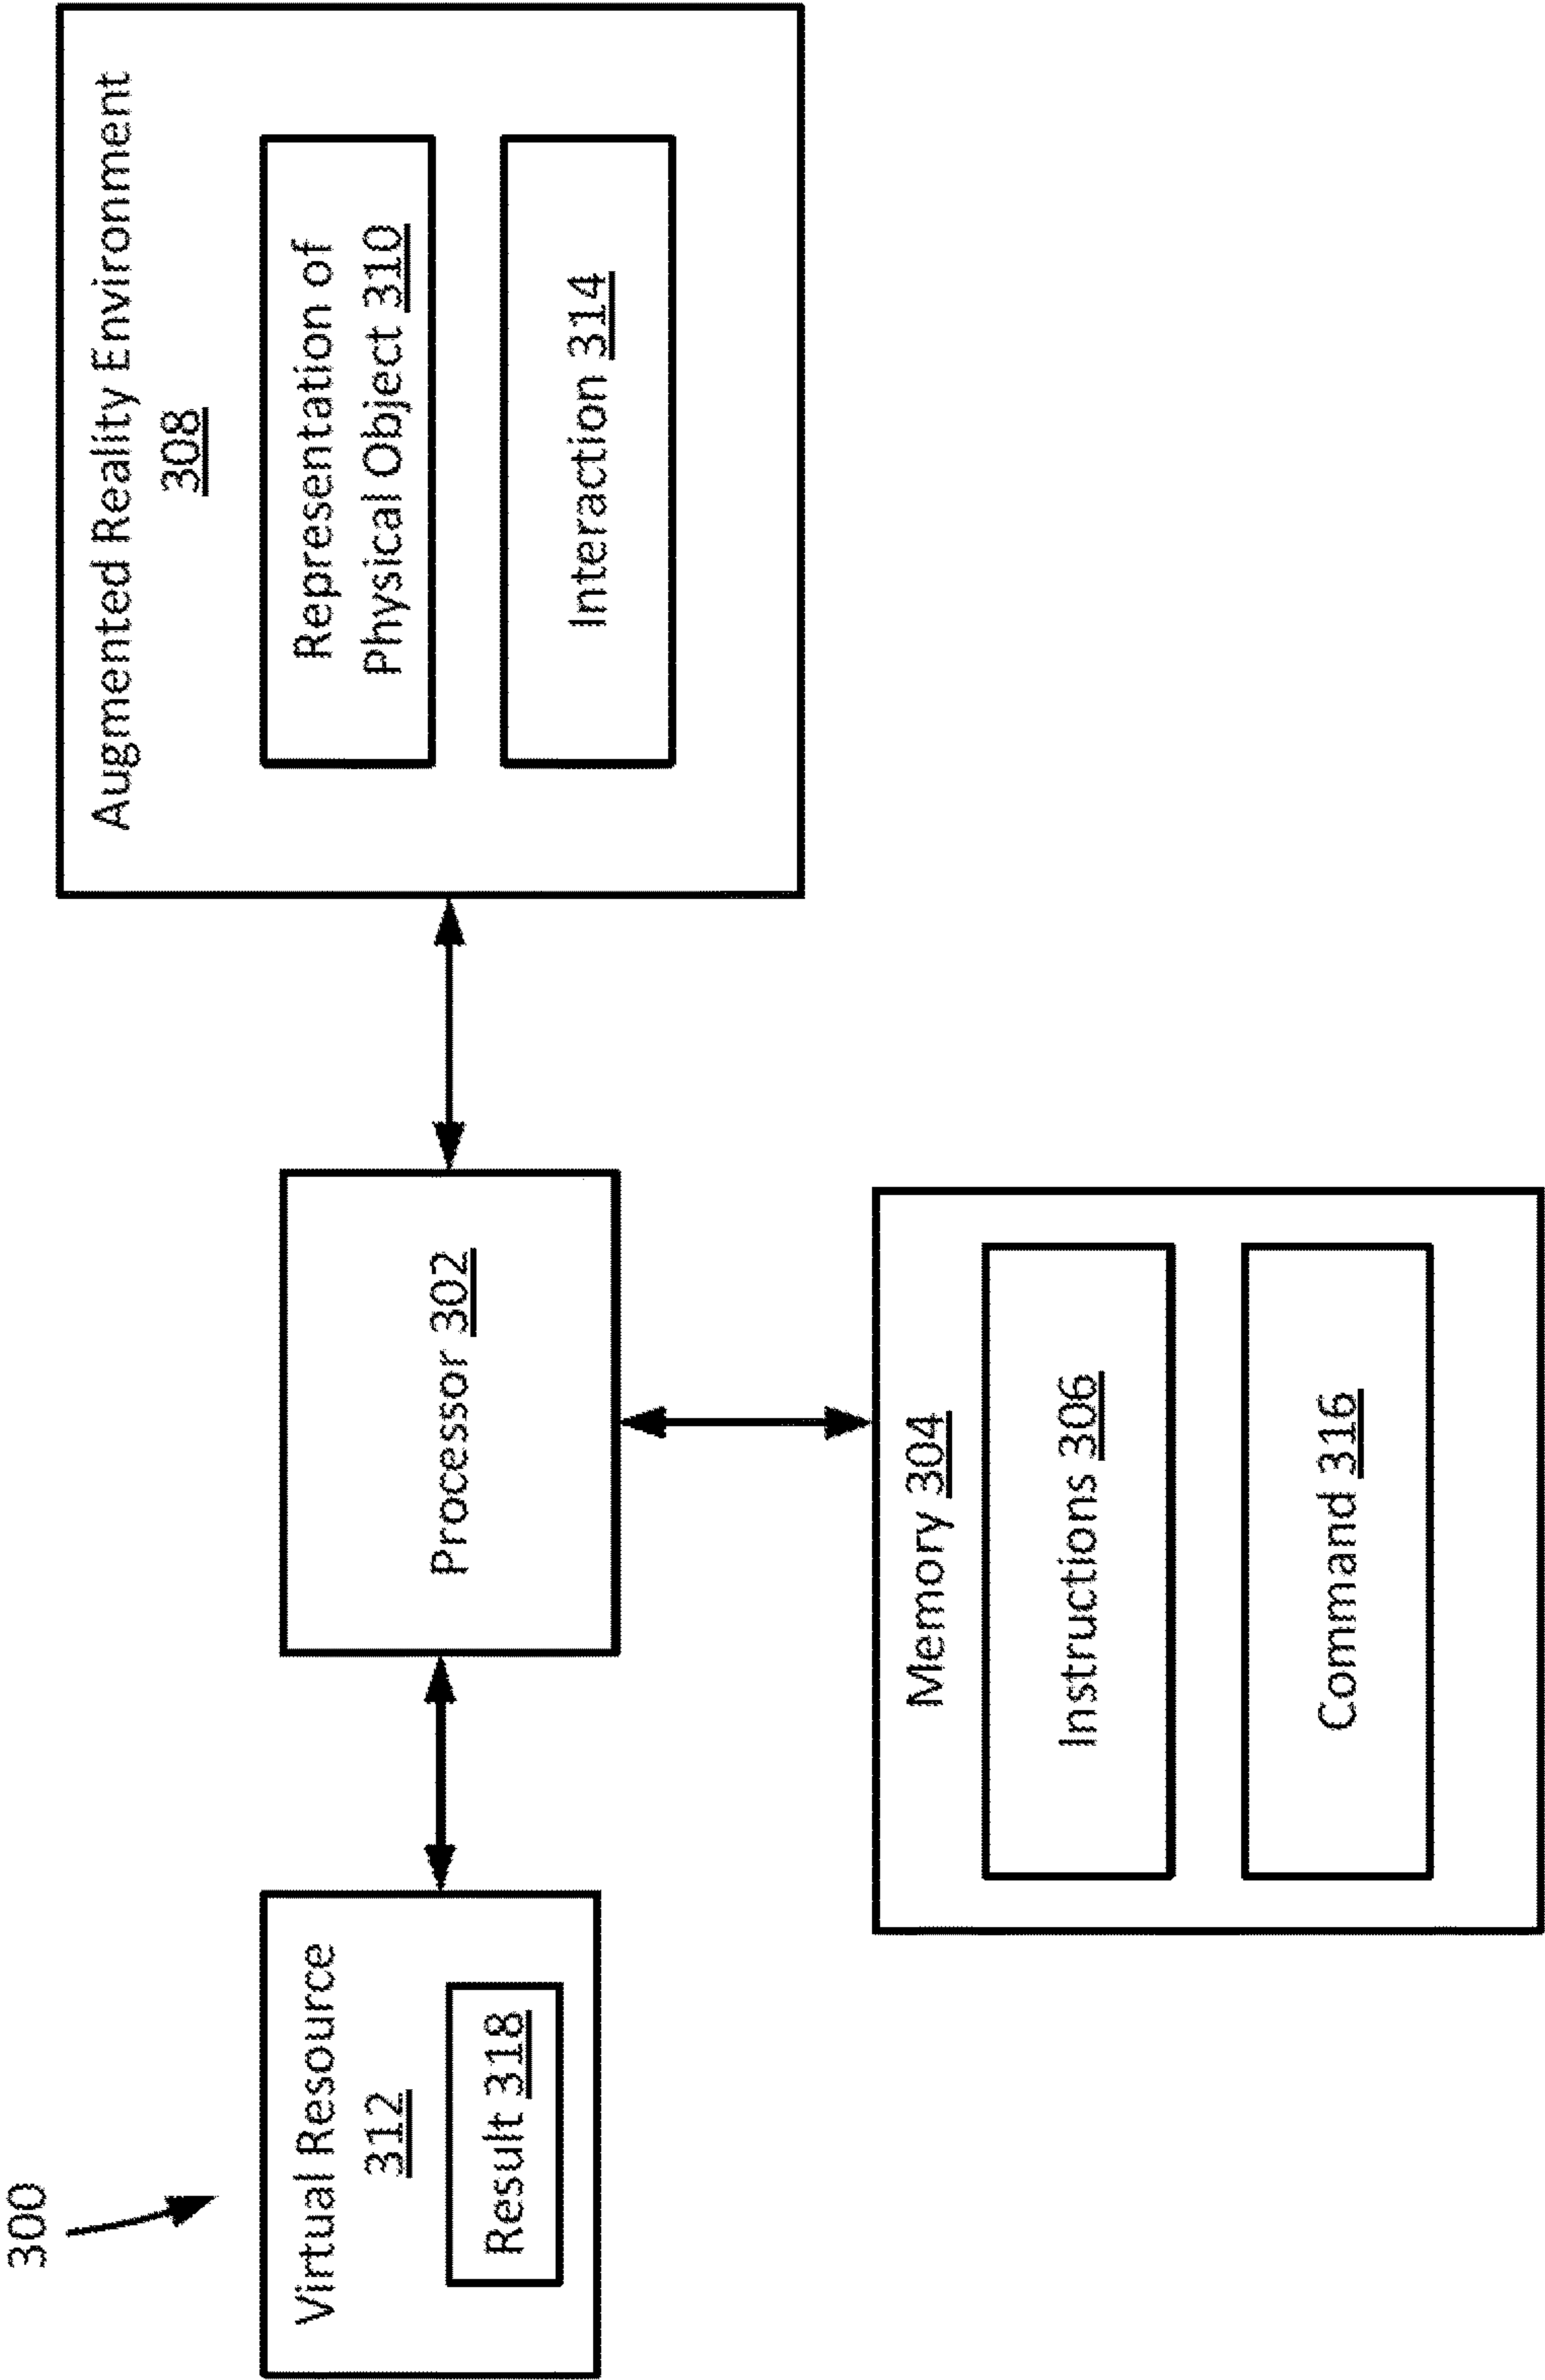 300
Virtual Resource
312
Result 318
Processor 302
Memory 304
Instructions 306
Command 316
Augmented Reality Environment
308
Representation of
Physical Object 310
Interaction 314